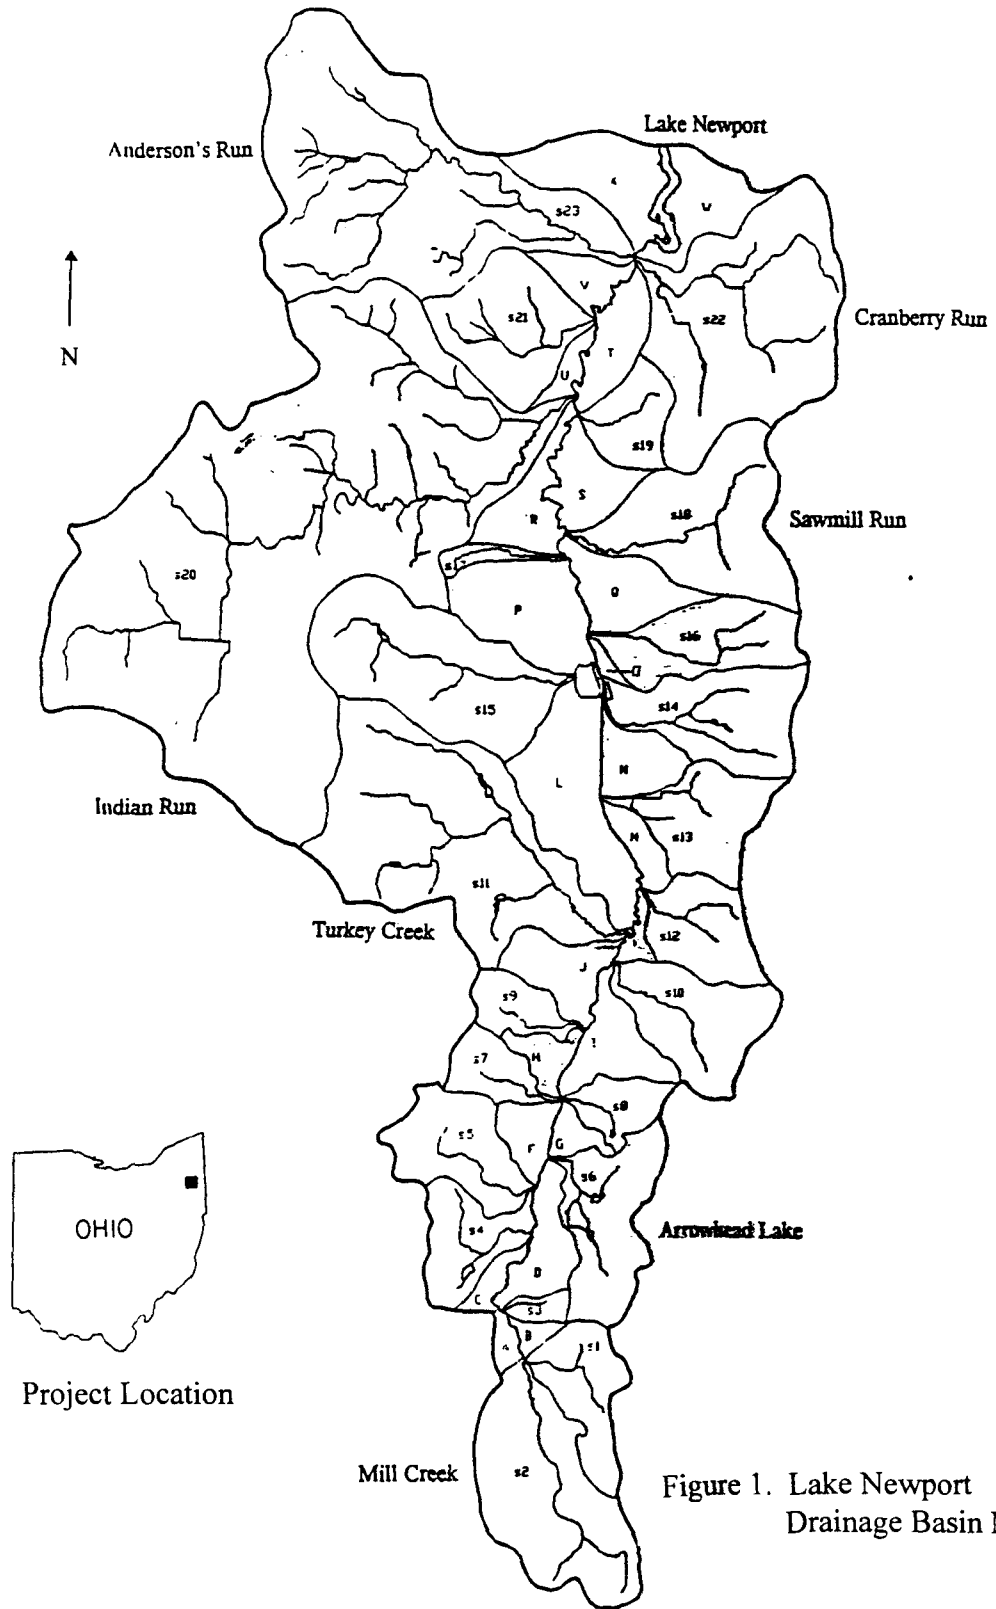 Lake Newport
Anderson's Run
W
s23
V
s21
s22
Cranberry Run
N
T
U
s19
S
s18
R
Sawmill Run
s20
Q
P
s16
s15
s14
N
L
Indian Run
M
s13
s11
Turkey Creek
s12
J
s9
s10
s7
H
s8
s5
F
G
s6
OHIO
s4
Arrowhead Lake
D
C
s3
B
s1
Project Location
Mill Creek
s2
Figure 1. Lake Newport
Drainage Basin